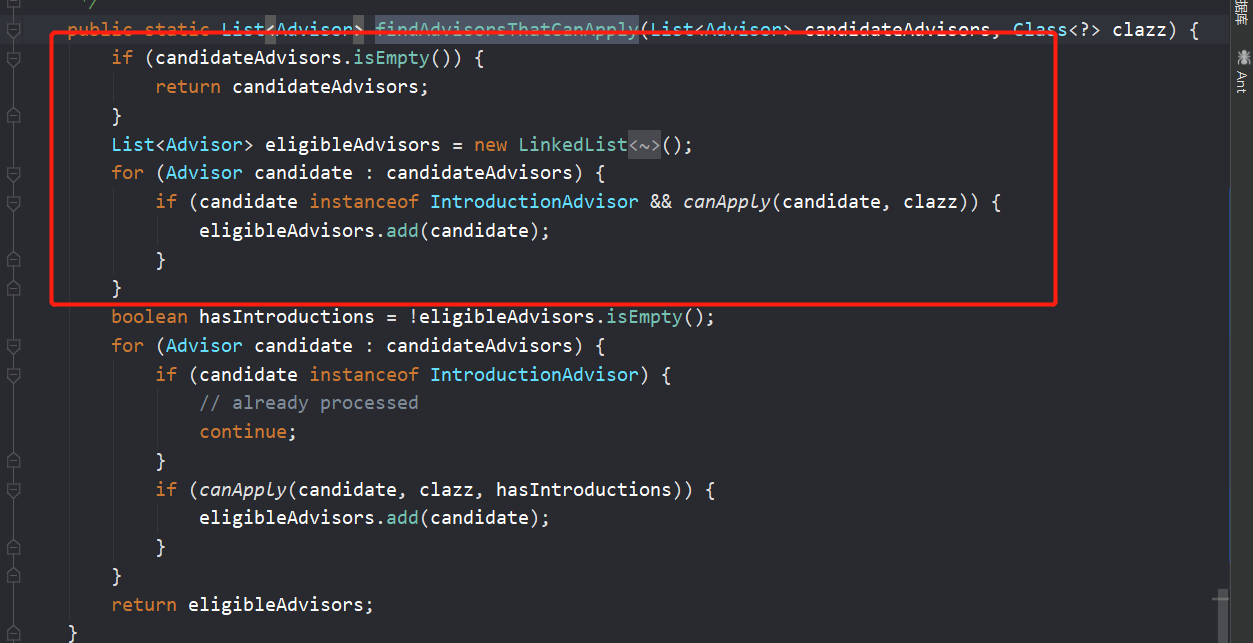 */
public static List<Advisor> findAdvisorsThatCanApply(List<Advisor> candidateAdvisors, Class<?> clazz) {
if (candidateAdvisors.isEmpty()) {
return candidateAdvisors;
}
List<Advisor> eligibleAdvisors = new LinkedList<~>();
for (Advisor candidate : candidateAdvisors) {
if (candidate instanceof IntroductionAdvisor && canApply(candidate, clazz)) {
eligibleAdvisors.add(candidate);
}
}
boolean hasIntroductions = !eligibleAdvisors.isEmpty();
for (Advisor candidate : candidateAdvisors) {
if (candidate instanceof IntroductionAdvisor) {
// already processed
continue;
}
if (canApply(candidate, clazz, hasIntroductions)) {
eligibleAdvisors.add(candidate);
}
}
return eligibleAdvisors;
}
据库
Ant